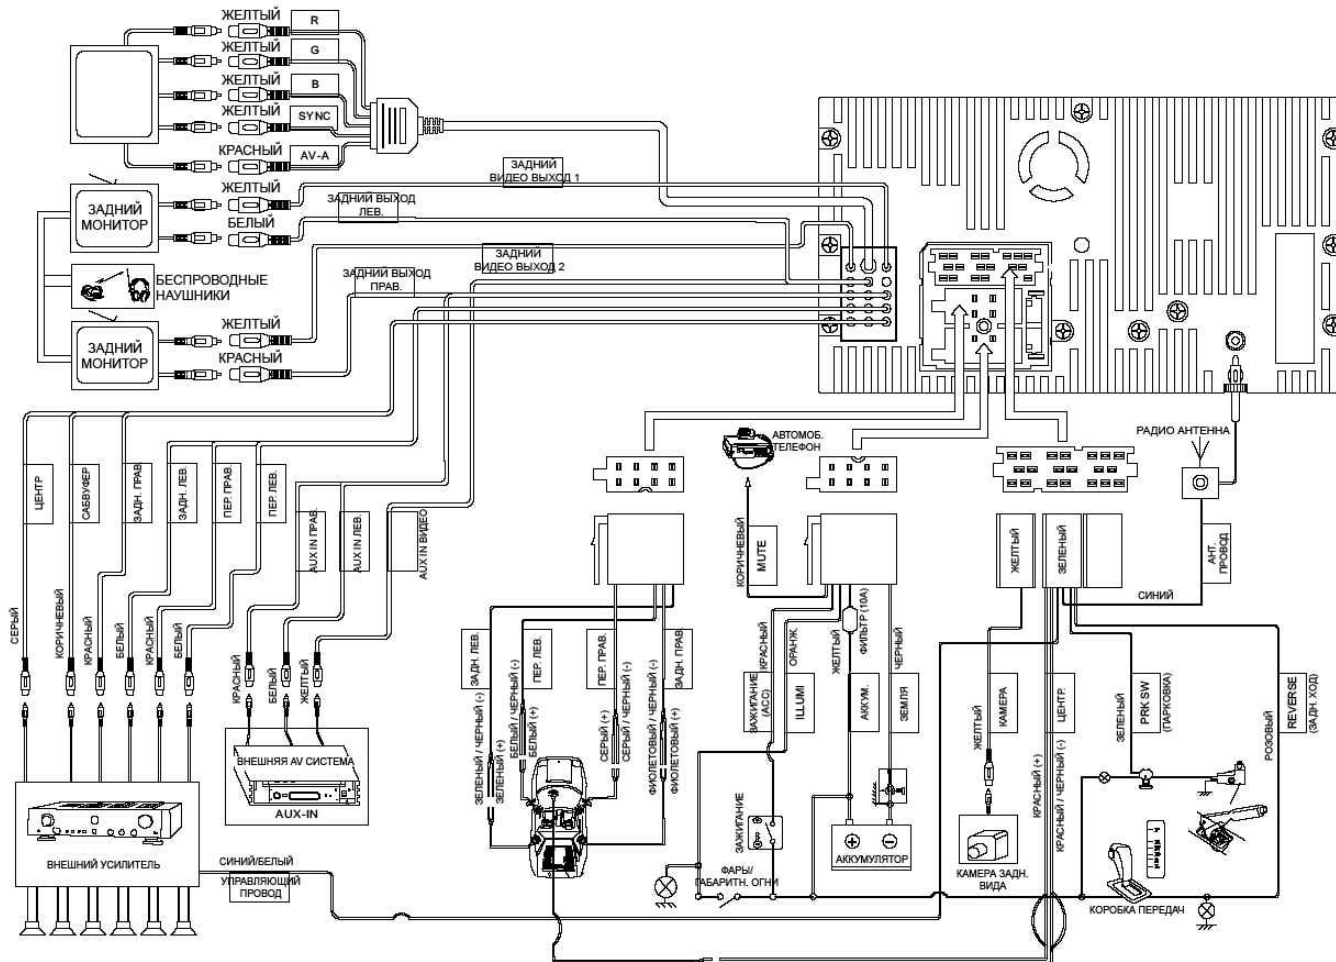 ЖЕЛТЫЙ
R
ЖЕЛТЫЙ
G
ЖЕЛТЫЙ
B
ЖЕЛТЫЙ
SYNC
КРАСНЫЙ
AV-A
ЗАДНИЙ
ВИДЕО ВЫХОД 1
ЖЕЛТЫЙ
ЗАДНИЙ
МОНИТОР
ЗАДНИЙ ВЫХОД
ЛЕВ.
БЕЛЫЙ
ЗАДНИЙ
ВИДЕО ВЫХОД 2
ЗАДНИЙ ВЫХОД
ПРАВ.
БЕСПРОВОДНЫЕ
НАУШНИКИ
ЖЕЛТЫЙ
ЗАДНИЙ
МОНИТОР
КРАСНЫЙ
АВТОМОБ.
ТЕЛЕФОН
РАДИО АНТЕННА
ЦЕНТР
САБВУФЕР
ЗАДН. ПРАВ.
ЗАДН. ЛЕВ.
ПЕР. ПРАВ.
ПЕР. ЛЕВ.
AUX IN ПРАВ.
AUX IN ЛЕВ.
AUX IN ВИДЕО
КОРИЧНЕВЫЙ
MUTE
ЖЕЛТЫЙ
ЗЕЛЕНЫЙ
АНТ.
ПРОВОД
СИНИЙ
СЕРЫЙ
КОРИЧНЕВЫЙ
КРАСНЫЙ
БЕЛЫЙ
КРАСНЫЙ
БЕЛЫЙ
КРАСНЫЙ
БЕЛЫЙ
ЖЕЛТЫЙ
ЗАДН. ЛЕВ.
ПЕР. ЛЕВ.
ПЕР. ПРАВ.
ЗАДН. ПРАВ.
ЗЕЛЕНЫЙ / ЧЕРНЫЙ (-)
ЗЕЛЕНЫЙ (+)
БЕЛЫЙ / ЧЕРНЫЙ (-)
БЕЛЫЙ (+)
СЕРЫЙ (+)
СЕРЫЙ / ЧЕРНЫЙ (-)
ФИОЛЕТОВЫЙ / ЧЕРНЫЙ (-)
ФИОЛЕТОВЫЙ (+)
КРАСНЫЙ
ЗАЖИГАНИЕ
(ACC)
ОРАНЖ.
ILLUMI
ЖЕЛТЫЙ
ФИЛЬТР (10А)
АККУМ.
ЧЕРНЫЙ
ЗЕМЛЯ
ЖЕЛТЫЙ
КАМЕРА
ЦЕНТР.
КРАСНЫЙ (+)
КРАСНЫЙ / ЧЕРНЫЙ (-)
ЗЕЛЕНЫЙ
PRK SW
(ПАРКОВКА)
РОЗОВЫЙ
REVERSE
(ЗАДН. ХОД)
ВНЕШНЯЯ AV СИСТЕМА
AUX-IN
ВНЕШНИЙ УСИЛИТЕЛЬ
СИНИЙ/БЕЛЫЙ
УПРАВЛЯЮЩИЙ
ПРОВОД
ЗАЖИГАНИЕ
ФАРЫ/
ГАБАРИТН. ОГНИ
АККУМУЛЯТОР
КАМЕРА ЗАДН.
ВИДА
КОРОБКА ПЕРЕДАЧ